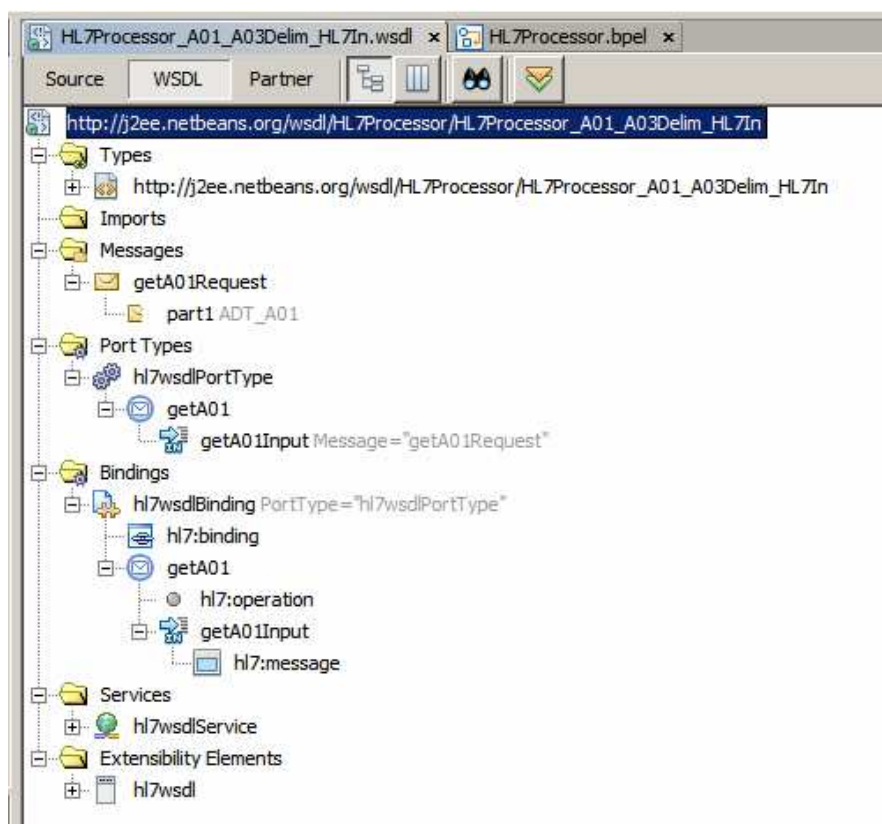 HL7Processor_A01_A03Delim_HL7In.wsdl x HL7Processor.bpel x
Source WSDL Partner
http://j2ee.netbeans.org/wsdl/HL7Processor/HL7Processor_A01_A03Delim_HL7In
Types
http://j2ee.netbeans.org/wsdl/HL7Processor/HL7Processor_A01_A03Delim_HL7In
Imports
Messages
getA01Request
part1 ADT_A01
Port Types
hl7wsdlPortType
getA01
getA01Input Message="getA01Request"
Bindings
hl7wsdlBinding PortType="hl7wsdlPortType"
hl7:binding
getA01
hl7:operation
getA01Input
hl7:message
Services
hl7wsdlService
Extensibility Elements
hl7wsdl